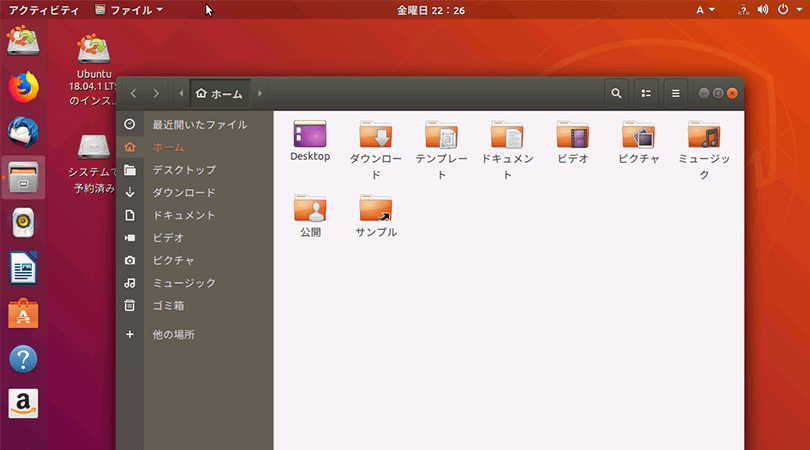 アクティビティ ファイル 金曜日 22：26 A
Ubuntu
18.04.1 LTS
のインス…
システムで
予約済み
ホーム
最近開いたファイル
ホーム
デスクトップ
ダウンロード
ドキュメント
ビデオ
ピクチャ
ミュージック
ゴミ箱
他の場所
Desktop
ダウンロー
ド
テンプレー
ト
ドキュメン
ト
ビデオ
ピクチャ
ミュージッ
ク
公開
サンプル